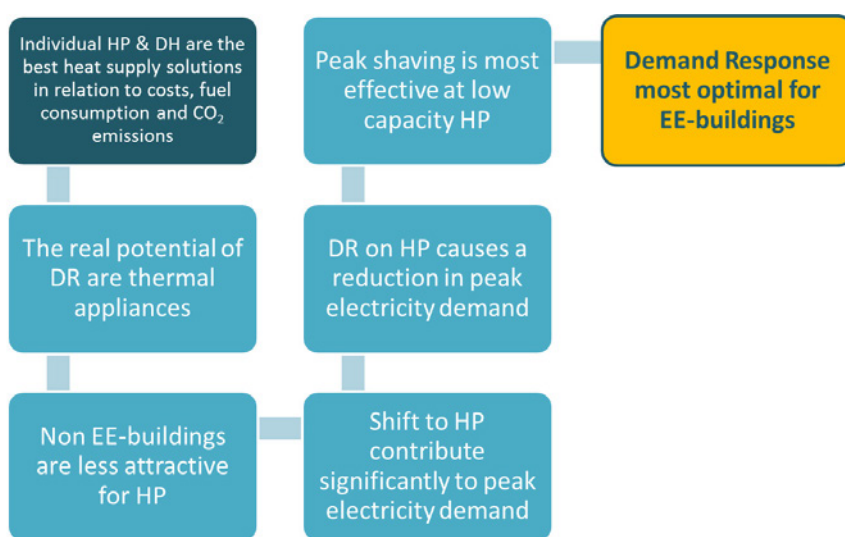 Individual HP & DH are the
best heat supply solutions
in relation to costs, fuel
consumption and CO₂
emissions
The real potential of
DR are thermal
appliances
Non EE-buildings
are less attractive
for HP
Shift to HP
contribute
significantly to peak
electricity demand
DR on HP causes a
reduction in peak
electricity demand
Peak shaving is most
effective at low
capacity HP
Demand Response
most optimal for
EE-buildings